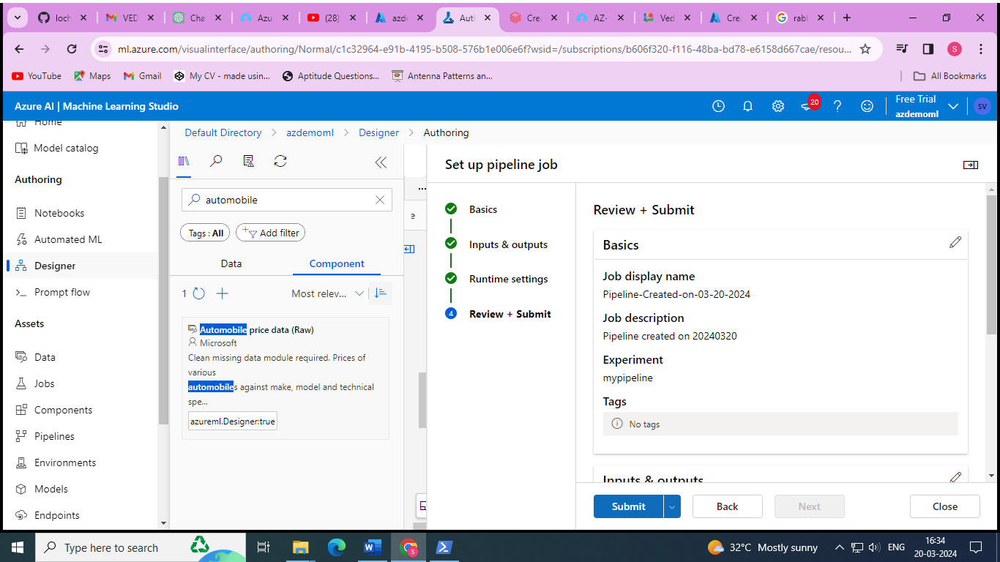 loch
VED
Cha
Azu
(28)
azde
Aut
Cre
AZ-
Ved
Cre
rabl
ml.azure.com/visualinterface/authoring/Normal/c1c32964-e91b-4195-b508-576b1e006e6f?wsid=/subscriptions/b606f320-f116-48ba-bd78-e6158d667cae/resou...
S
YouTube
Maps
Gmail
My CV - made usin...
Aptitude Questions...
Antenna Patterns an...
All Bookmarks
Azure AI | Machine Learning Studio
20
Free Trial
azdemoml
SV
Home
Model catalog
Authoring
Notebooks
Automated ML
Designer
Prompt flow
Assets
Data
Jobs
Components
Pipelines
Environments
Models
Endpoints
Default Directory > azdemoml > Designer > Authoring
automobile
Tags : All
Add filter
Data
Component
1
Most relev...
Automobile price data (Raw)
Microsoft
Clean missing data module required. Prices of
various
automobiles against make, model and technical
spe...
azureml.Designer:true
...
e
Set up pipeline job
Basics
Inputs & outputs
Runtime settings
4
Review + Submit
Review + Submit
Basics
Job display name
Pipeline-Created-on-03-20-2024
Job description
Pipeline created on 20240320
Experiment
mypipeline
Tags
No tags
Inputs & outputs
Submit
Back
Next
Close
Type here to search
32°C Mostly sunny
ENG
16:34
20-03-2024